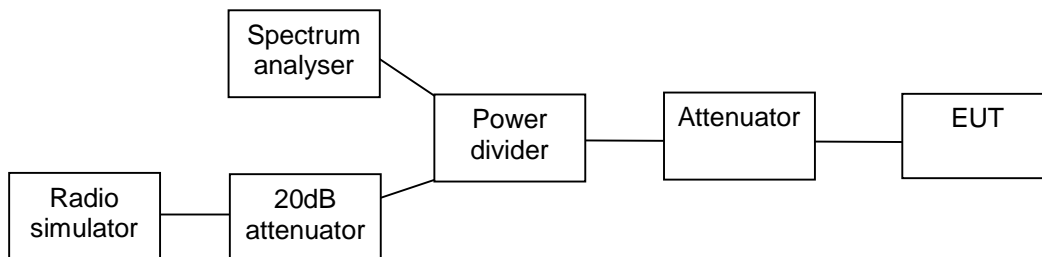 Spectrum
analyser
Power
divider
Attenuator
EUT
Radio
simulator
20dB
attenuator